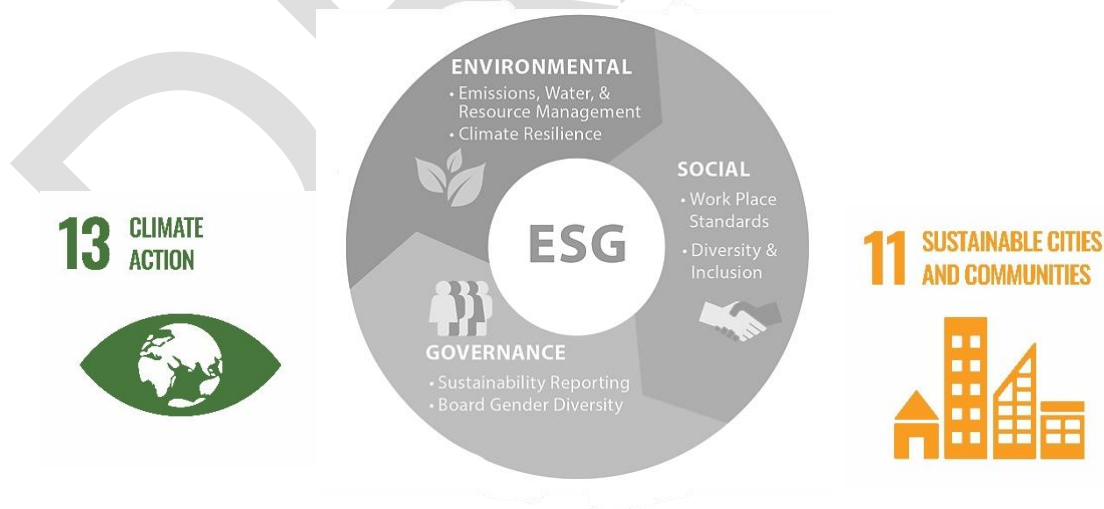 13 CLIMATE
ACTION
ENVIRONMENTAL
• Emissions, Water, &
Resource Management
• Climate Resilience
SOCIAL
• Work Place
Standards
• Diversity &
Inclusion
ESG
GOVERNANCE
• Sustainability Reporting
• Board Gender Diversity
11 SUSTAINABLE CITIES
AND COMMUNITIES